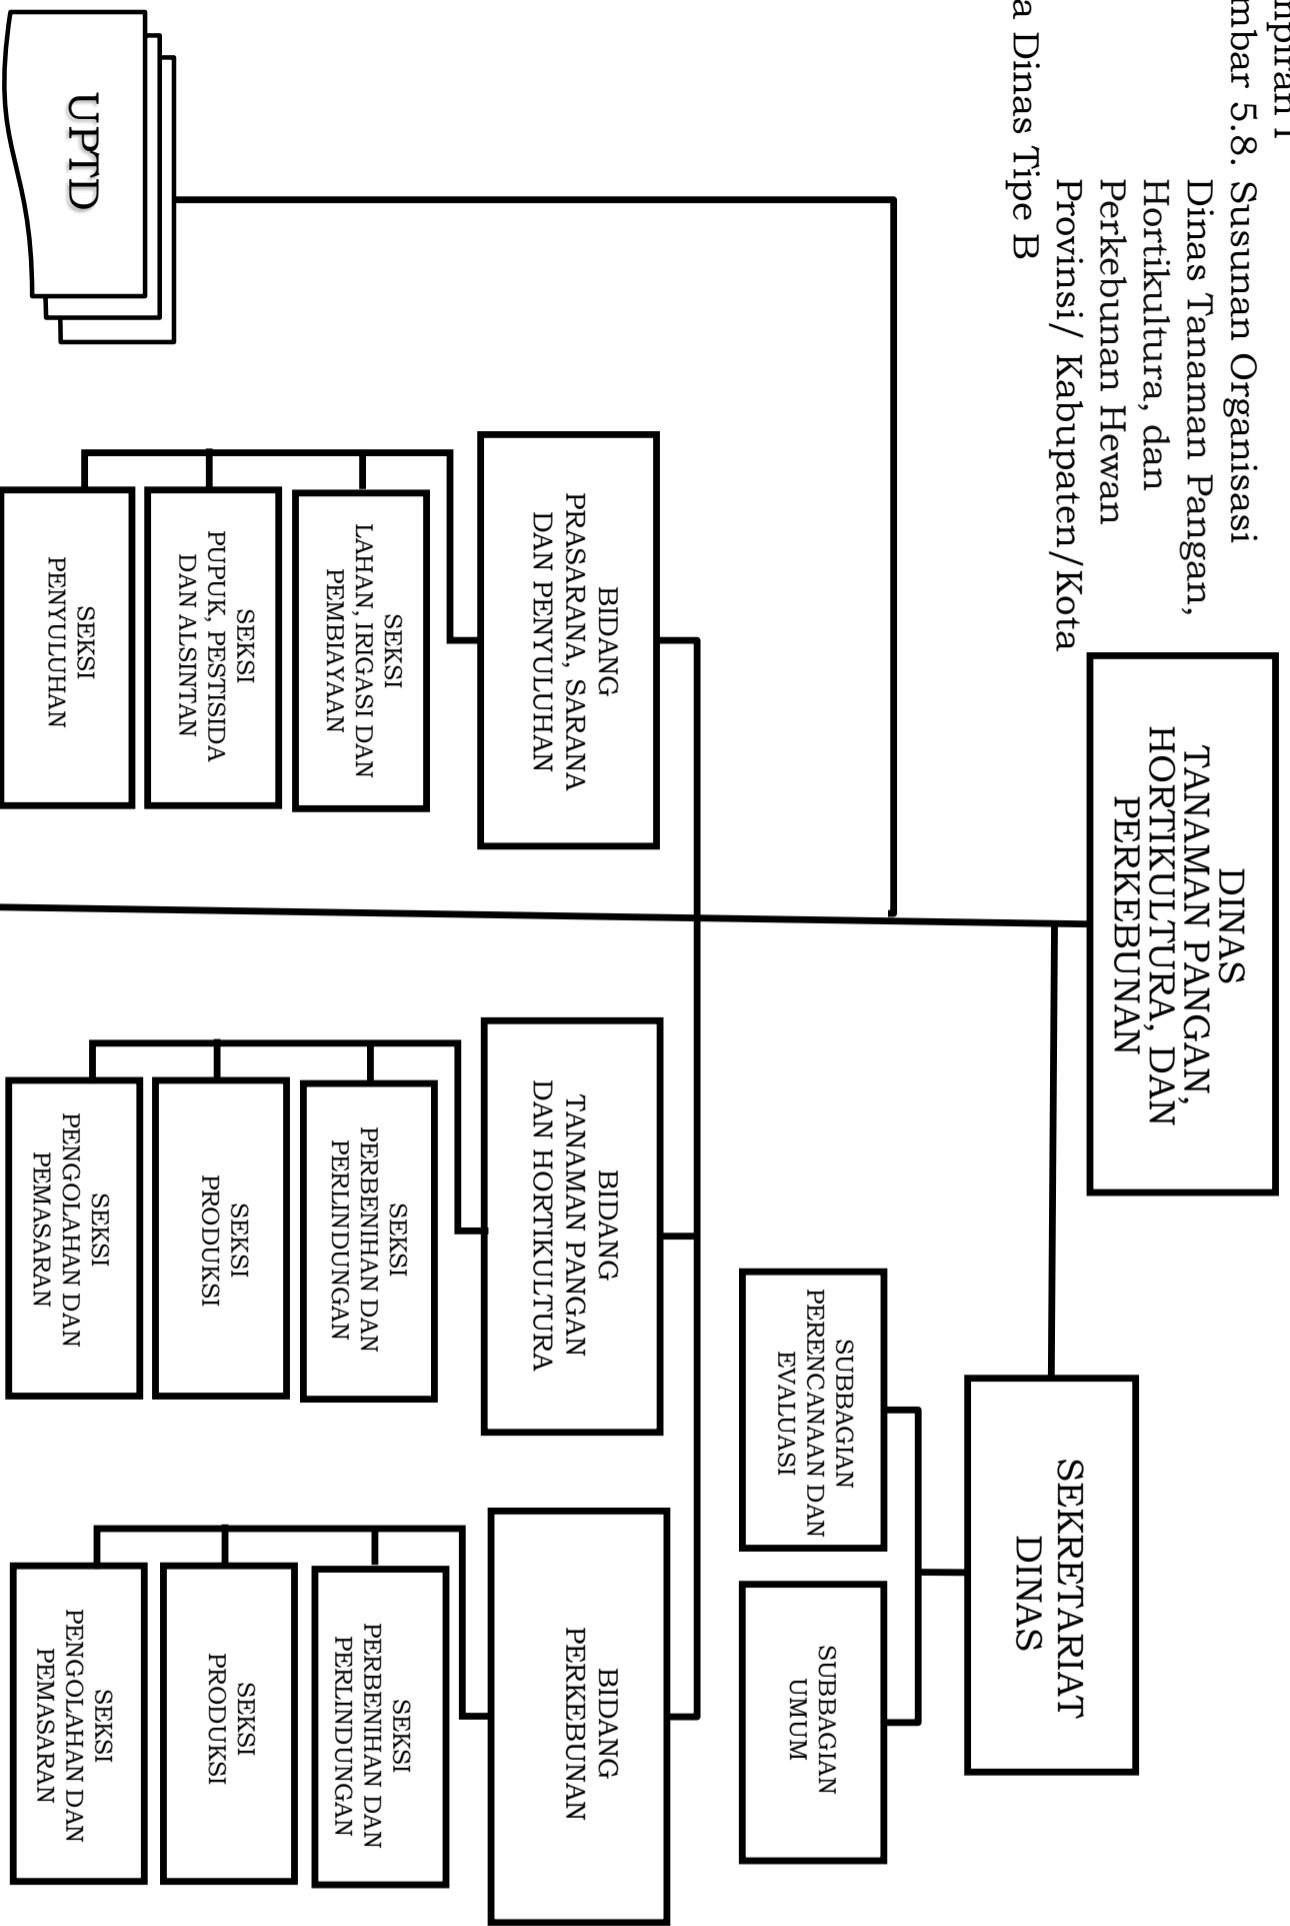 mpiran I
mbar 5.8. Susunan Organisasi
Dinas Tanaman Pangan,
Hortikultura, dan
Perkebunan Hewan
Provinsi/ Kabupaten/Kota
a Dinas Tipe B
DINAS
TANAMAN PANGAN,
HORTIKULTURA, DAN
PERKEBUNAN
SEKRETARIAT
DINAS
SUBBAGIAN
PERENCANAAN DAN
EVALUASI
SUBBAGIAN
UMUM
BIDANG
PRASARANA, SARANA
DAN PENYULUHAN
SEKSI
LAHAN, IRIGASI DAN
PEMBIAYAAN
SEKSI
PUPUK, PESTISIDA
DAN ALSINTAN
SEKSI
PENYULUHAN
BIDANG
TANAMAN PANGAN
DAN HORTIKULTURA
SEKSI
PERBENIHAN DAN
PERLINDUNGAN
SEKSI
PRODUKSI
SEKSI
PENGOLAHAN DAN
PEMASARAN
BIDANG
PERKEBUNAN
SEKSI
PERBENIHAN DAN
PERLINDUNGAN
SEKSI
PRODUKSI
SEKSI
PENGOLAHAN DAN
PEMASARAN
UPTD